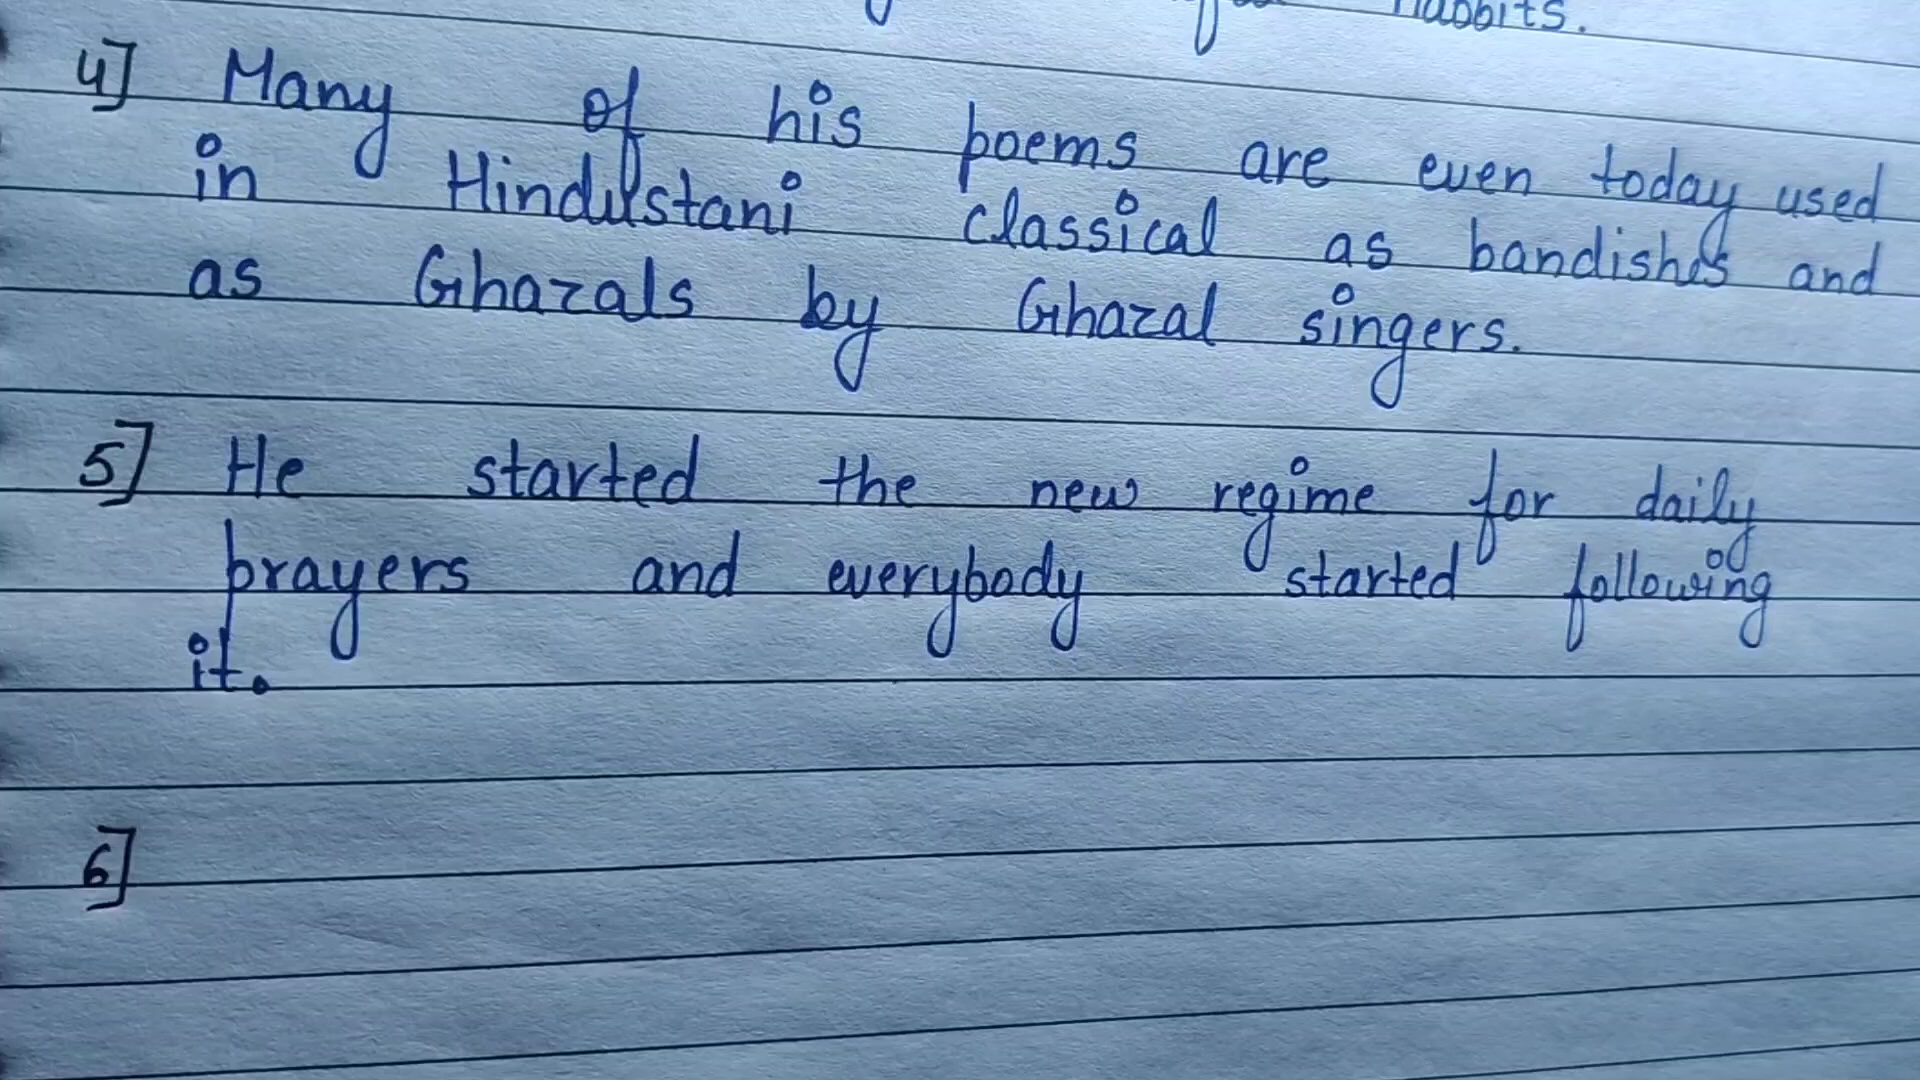 habbits.
4] Many of his poems are even today used
in Hindustani classical as bandishes and
as Ghazals by Ghazal singers.
5] He started the new regime for daily
prayers and everybody started following
it.
6]